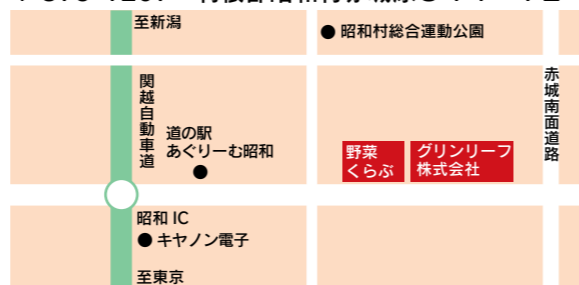 至新潟
昭和村総合運動公園
関越自動車道
道の駅
あぐりーむ昭和
野菜
くらぶ
グリンリーフ
株式会社
赤城南面道路
昭和 IC
キヤノン電子
至東京